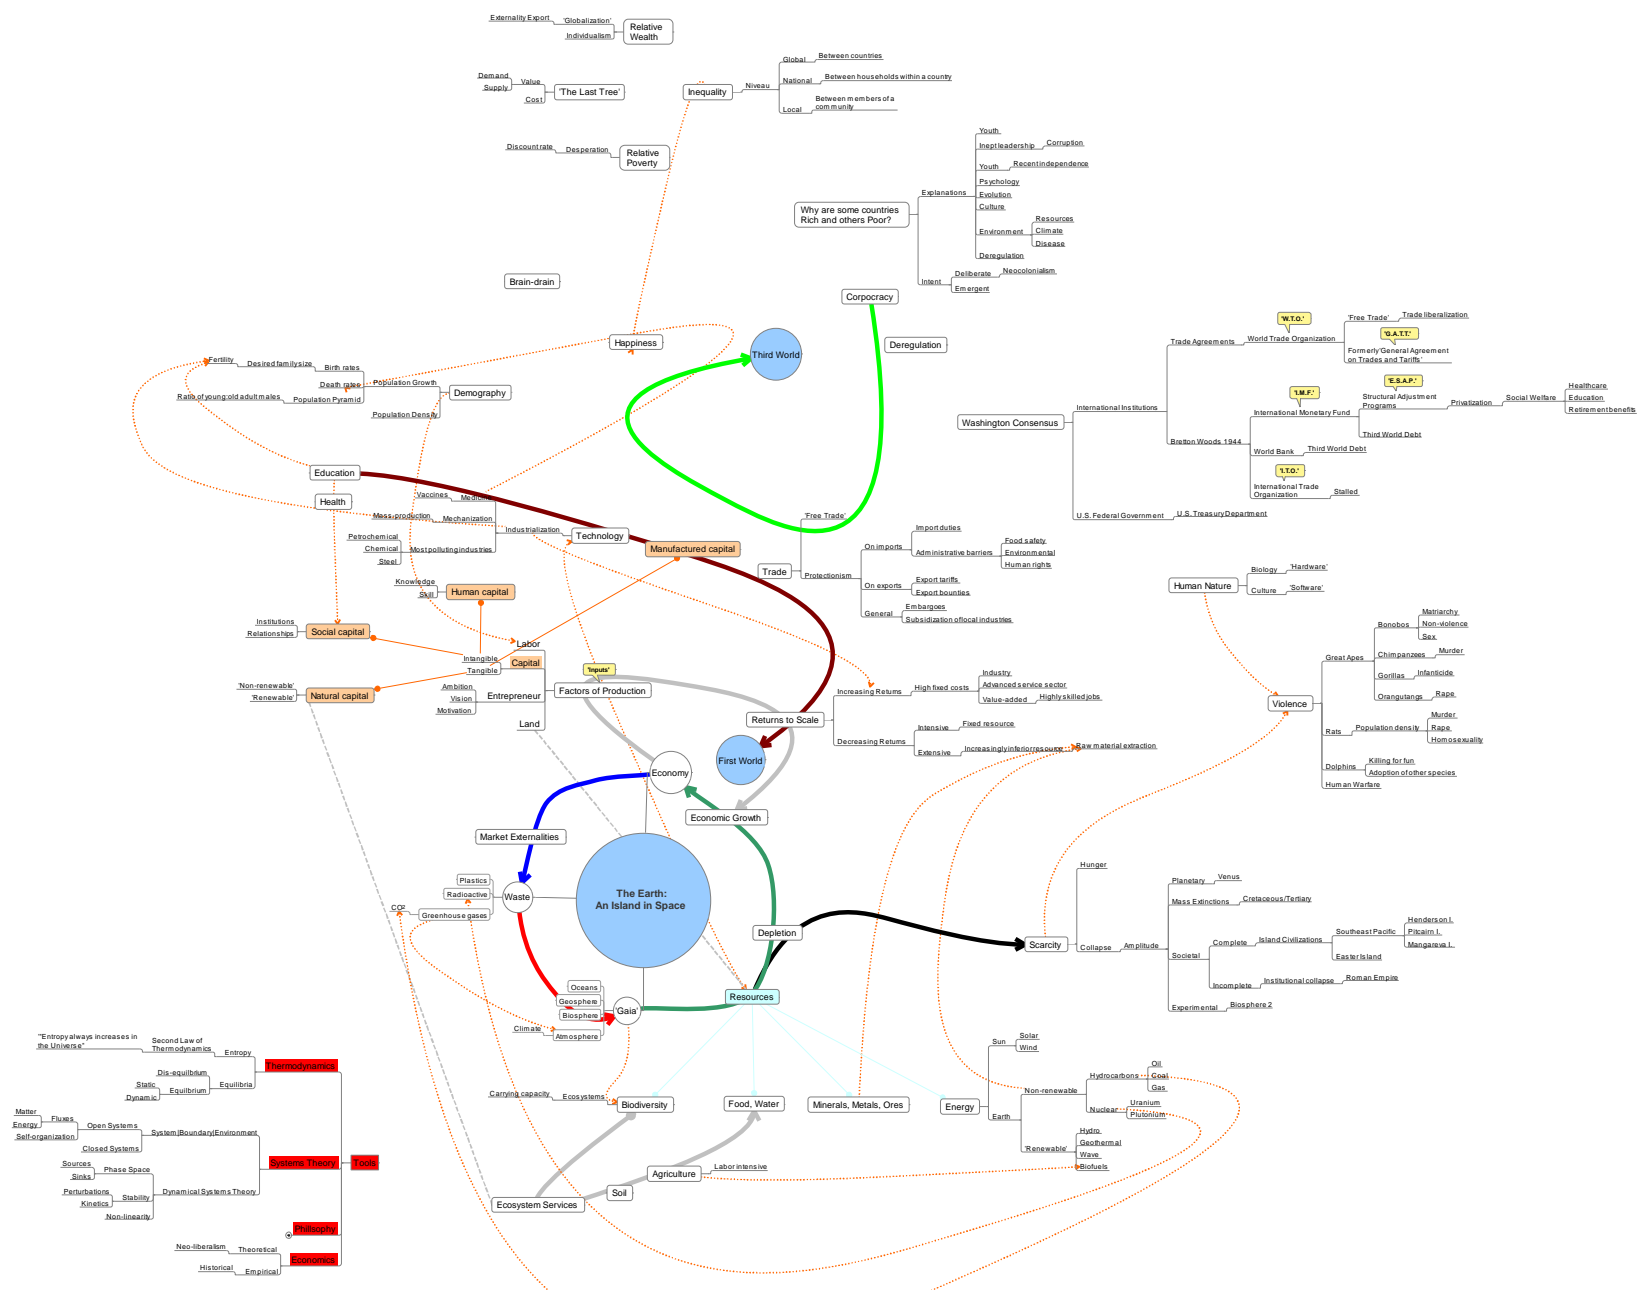 Externality Export
'Globalization'
Individualism
Relative
Wealth
Demand
Supply
Value
Cost
'The Last Tree'
Inequality
Niveau
Global
Between countries
National
Between households within a country
Local
Between members of a
community
Discount rate
Desperation
Relative
Poverty
Why are some countries
Rich and others Poor?
Explanations
Youth
Inept leadership
Corruption
Youth
Recent independence
Psychology
Evolution
Culture
Environment
Resources
Climate
Disease
Deregulation
Intent
Deliberate
Neocolonialism
Emergent
Brain-drain
Corpocracy
Deregulation
Happiness
Third World
Fertility
Desired family size
Birth rates
Death rates
Population Growth
Ratio of young:old adult males
Population Pyramid
Population Density
Demography
Washington Consensus
International Institutions
Trade Agreements
'W.T.O.'
World Trade Organization
'Free Trade'
Trade liberalization
'G.A.T.T.'
Formerly 'General Agreement
on Trades and Tariffs'
Bretton Woods 1944
'I.M.F.'
International Monetary Fund
'E.S.A.P.'
Structural Adjustment
Programs
Privatization
Social Welfare
Healthcare
Education
Retirement benefits
Third World Debt
World Bank
Third World Debt
'I.T.O.'
International Trade
Organization
Stalled
U.S. Federal Government
U.S. Treasury Department
Education
Health
Vaccines
Medicine
Mass-production
Mechanization
Petrochemical
Chemical
Steel
Most polluting industries
Industrialization
Technology
Manufactured capital
Knowledge
Skill
Human capital
Institutions
Relationships
Social capital
'Non-renewable'
'Renewable'
Natural capital
Intangible
Tangible
Labor
Capital
Ambition
Vision
Motivation
Entrepreneur
Land
'Inputs'
Factors of Production
Trade
'Free Trade'
Protectionism
On imports
Import duties
Administrative barriers
Food safety
Environmental
Human rights
On exports
Export tariffs
Export bounties
General
Embargoes
Subsidization of local industries
Human Nature
Biology
'Hardware'
Culture
'Software'
Violence
Great Apes
Bonobos
Matriarchy
Non-violence
Sex
Chimpanzees
Murder
Gorillas
Infanticide
Orangutangs
Rape
Rats
Population density
Murder
Rape
Homosexuality
Dolphins
Killing for fun
Adoption of other species
Human Warfare
Returns to Scale
Increasing Returns
High fixed costs
Industry
Advanced service sector
Value-added
Highly skilled jobs
Decreasing Returns
Intensive
Fixed resource
Extensive
Increasingly inferior resource
Raw material extraction
First World
Economy
Economic Growth
Market Externalities
The Earth:
An Island in Space
Waste
Plastics
Radioactive
Greenhouse gases
CO²
Depletion
Resources
'Gaia'
Oceans
Geosphere
Biosphere
Atmosphere
Climate
Scarcity
Hunger
Collapse
Amplitude
Planetary
Venus
Mass Extinctions
Cretaceous/Tertiary
Societal
Complete
Island Civilizations
Southeast Pacific
Henderson I.
Pitcairn I.
Mangareva I.
Easter Island
Incomplete
Institutional collapse
Roman Empire
Experimental
Biosphere 2
Carrying capacity
Ecosystems
Biodiversity
Food, Water
Minerals, Metals, Ores
Energy
Sun
Solar
Wind
Earth
Non-renewable
Hydrocarbons
Oil
Coal
Gas
Nuclear
Uranium
Plutonium
'Renewable'
Hydro
Geothermal
Wave
Biofuels
Agriculture
Labor intensive
Soil
Ecosystem Services
"Entropy always increases in
the Universe"
Second Law of
Thermodynamics
Entropy
Dis-equilbrium
Static
Dynamic
Equilbrium
Equilibria
Thermodynamics
Matter
Energy
Fluxes
Self-organization
Open Systems
Closed Systems
System|Boundary|Environment
Sources
Sinks
Phase Space
Perturbations
Kinetics
Stability
Non-linearity
Dynamical Systems Theory
Systems Theory
Tools
Philisophy
Neo-liberalism
Theoretical
Historical
Empirical
Economics